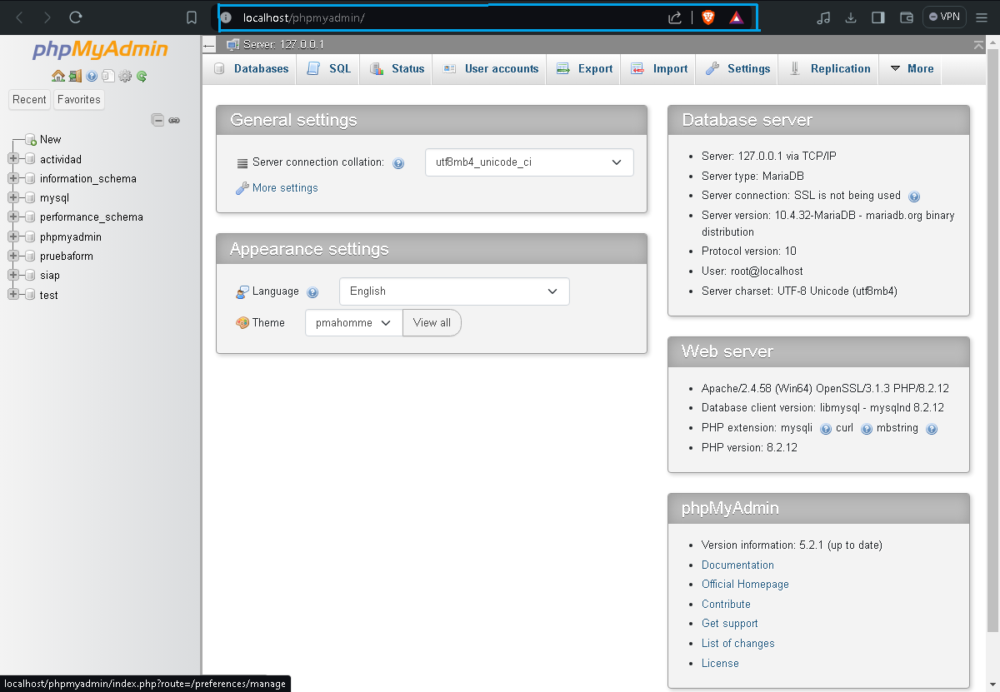 localhost/phpmyadmin/
VPN
phpMyAdmin
Recent
Favorites
New
actividad
information_schema
mysql
performance_schema
phpmyadmin
pruebaform
siap
test
Server: 127.0.0.1
Databases
SQL
Status
User accounts
Export
Import
Settings
Replication
More
General settings
Server connection collation:
utf8mb4_unicode_ci
More settings
Appearance settings
Language
English
Theme
pmahomme
View all
Database server
Server: 127.0.0.1 via TCP/IP
Server type: MariaDB
Server connection: SSL is not being used
Server version: 10.4.32-MariaDB - mariadb.org binary
distribution
Protocol version: 10
User: root@localhost
Server charset: UTF-8 Unicode (utf8mb4)
Web server
Apache/2.4.58 (Win64) OpenSSL/3.1.3 PHP/8.2.12
Database client version: libmysql - mysqlnd 8.2.12
PHP extension: mysqli curl mbstring
PHP version: 8.2.12
phpMyAdmin
Version information: 5.2.1 (up to date)
Documentation
Official Homepage
Contribute
Get support
List of changes
License
localhost/phpmyadmin/index.php?route=/preferences/manage